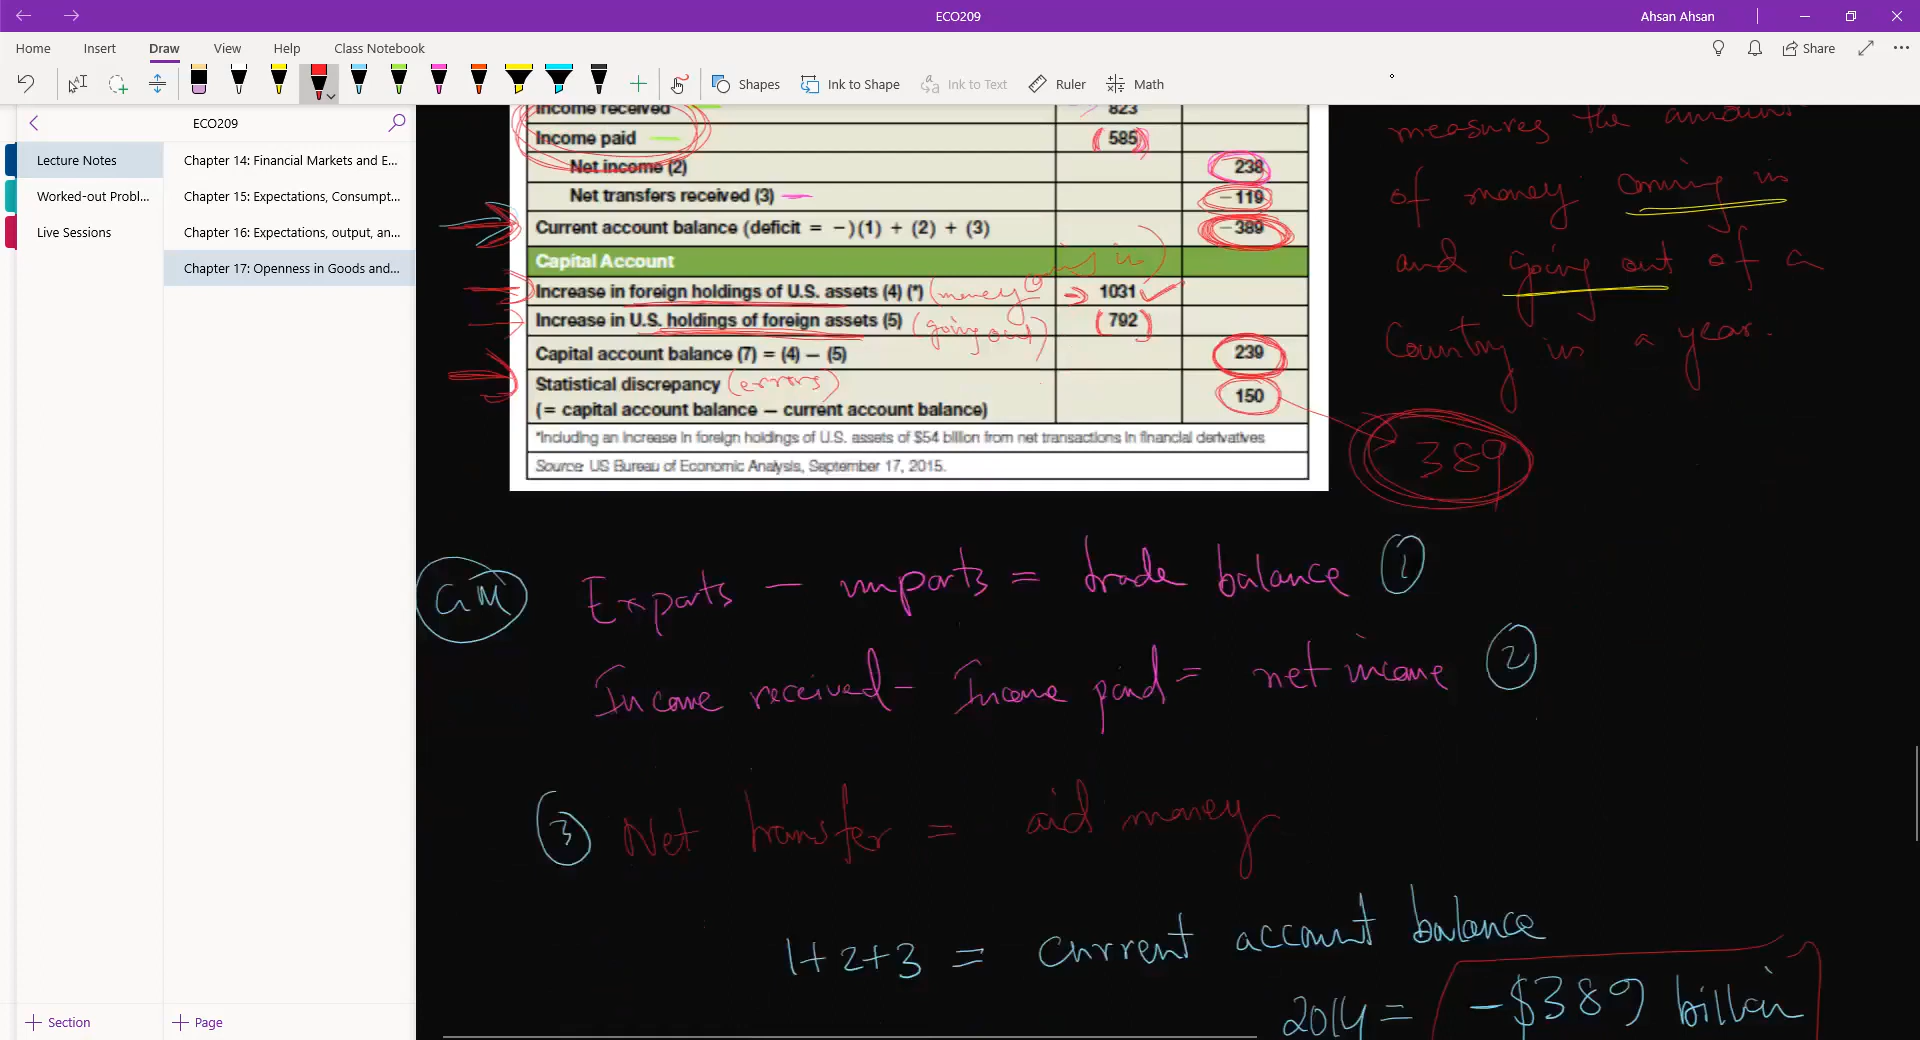 ECO209
Ahsan Ahsan
Home Insert Draw View Help Class Notebook
Share
Shapes Ink to Shape Ink to Text Ruler Math
ECO209
Lecture Notes
Worked-out Probl...
Live Sessions
Chapter 14: Financial Markets and E...
Chapter 15: Expectations, Consumpt...
Chapter 16: Expectations, output, an...
Chapter 17: Openness in Goods and...
Section
Page
Income received 823
Income paid (585)
Net income (2) 238
Net transfers received (3) −119
Current account balance (deficit = −)(1) + (2) + (3) −389
Capital Account
Increase in foreign holdings of U.S. assets (4) (*) (money coming in) 1031
Increase in U.S. holdings of foreign assets (5) (going out) (792)
Capital account balance (7) = (4) − (5) 239
Statistical discrepancy (errors)
(= capital account balance − current account balance) 150
*Including an increase in foreign holdings of U.S. assets of $54 billion from net transactions in financial derivatives
Source: US Bureau of Economic Analysis, September 17, 2015.
measures the amount
of money coming in
and going out of a
Country in a year.
389
Exports − imports = trade balance 1
Income received − Income paid = net income 2
3 Net transfer = aid money
1+2+3 = current account balance
2014 = −$389 billion